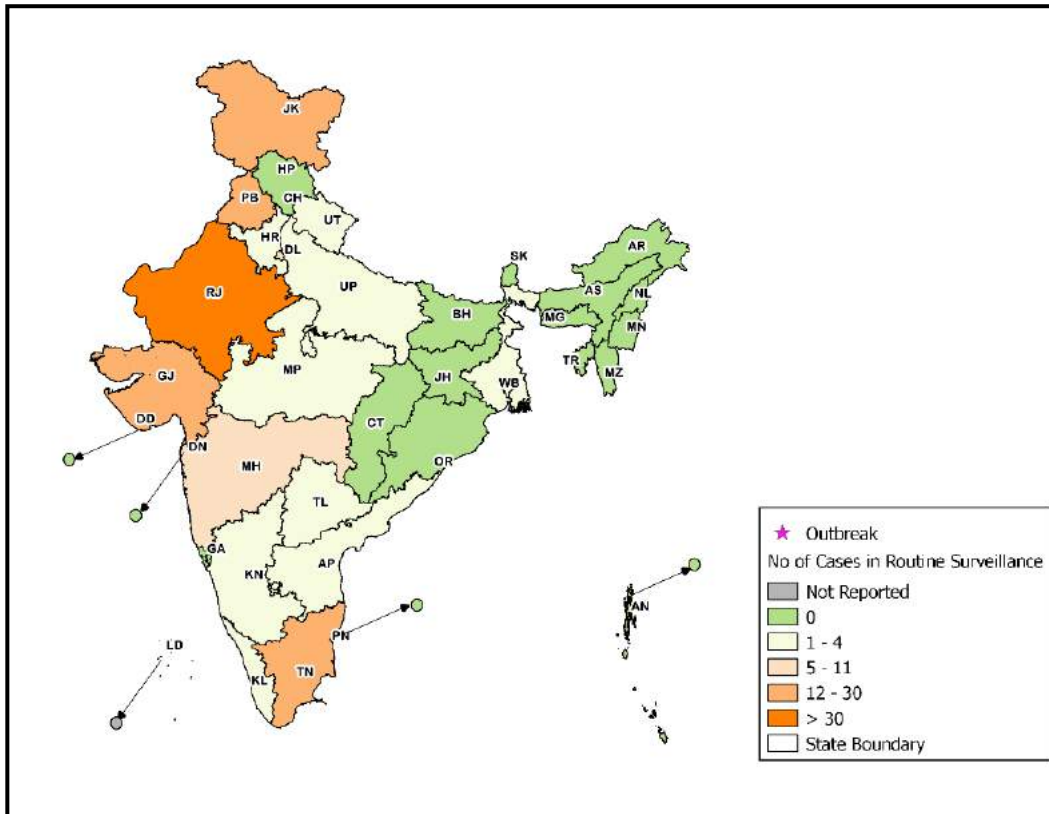 JK
HP
PB
CH
UT
HR
DL
SK
AR
RJ
UP
AS
NL
BH
MG
MN
GJ
MP
JH
TR
MZ
WB
DD
CT
DN
MH
OR
TL
GA
AP
KN
AN
PN
LD
KL
TN
Outbreak
No of Cases in Routine Surveillance
Not Reported
0
1 - 4
5 - 11
12 - 30
> 30
State Boundary